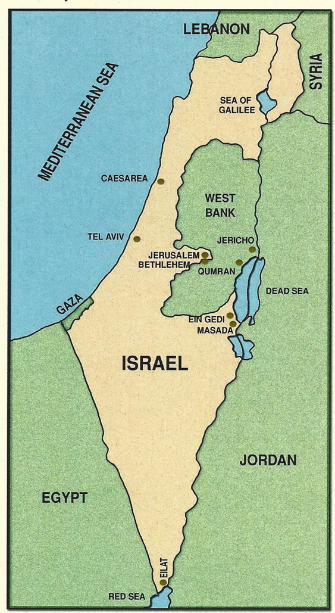 LEBANON
SYRIA
MEDITERRANEAN SEA
SEA OF
GALILEE
CAESAREA
WEST
BANK
TEL AVIV
JERICHO
JERUSALEM
BETHLEHEM
QUMRAN
DEAD SEA
GAZA
EIN GEDI
MASADA
ISRAEL
JORDAN
EGYPT
EILAT
RED SEA